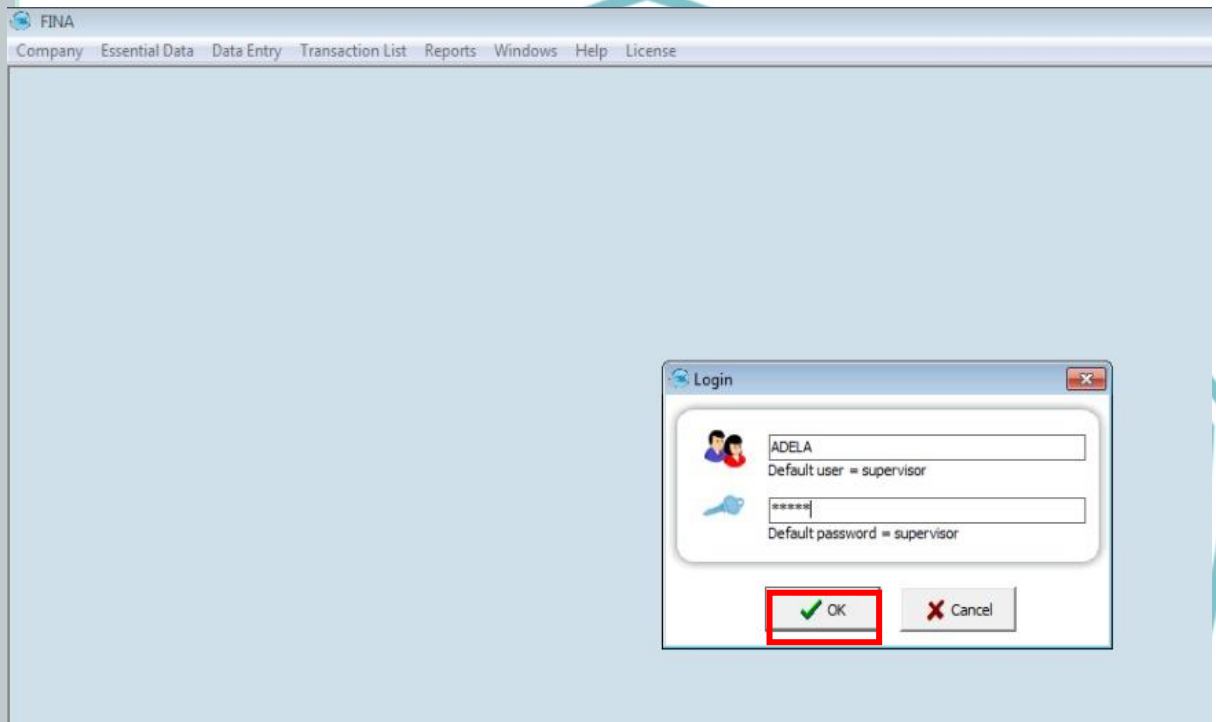 FINA
Company Essential Data Data Entry Transaction List Reports Windows Help License
Login
ADELA
Default user = supervisor
*****
Default password = supervisor
OK Cancel